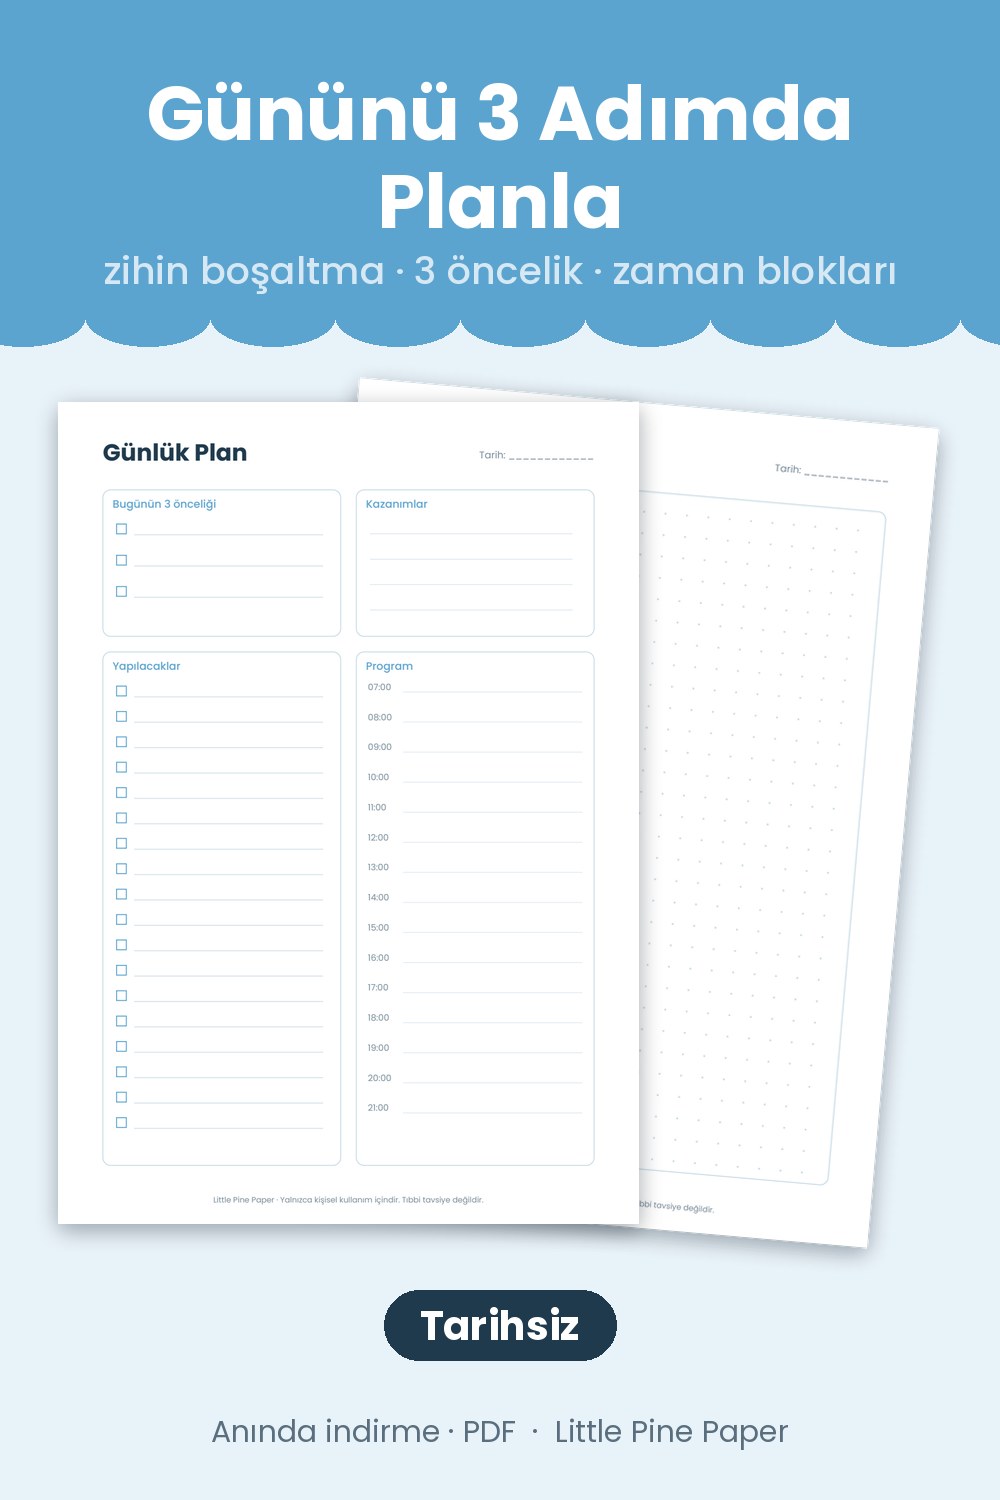 Gününü 3 Adımda
Planla
zihin boşaltma · 3 öncelik · zaman blokları
Günlük Plan
Tarih: ____________
Bugünün 3 önceliği
Kazanımlar
Yapılacaklar
Program
07:00
08:00
09:00
10:00
11:00
12:00
13:00
14:00
15:00
16:00
17:00
18:00
19:00
20:00
21:00
Little Pine Paper · Yalnızca kişisel kullanım içindir. Tıbbi tavsiye değildir.
Tarih: ____________
tavsiye değildir.
Tarihsiz
Anında indirme · PDF · Little Pine Paper